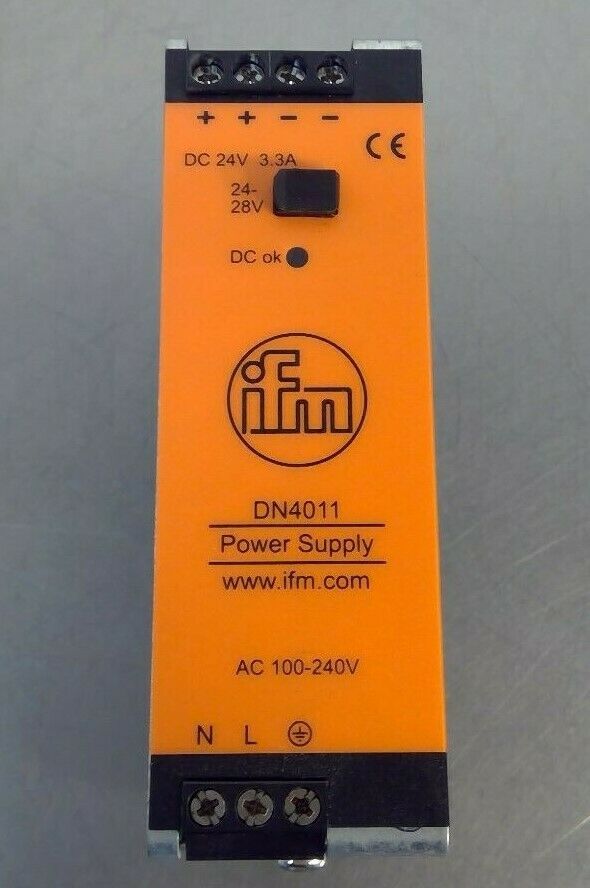 + + - -
CE
DC 24V 3.3A
24-
28V
DC ok
ifm
DN4011
Power Supply
www.ifm.com
AC 100-240V
N L